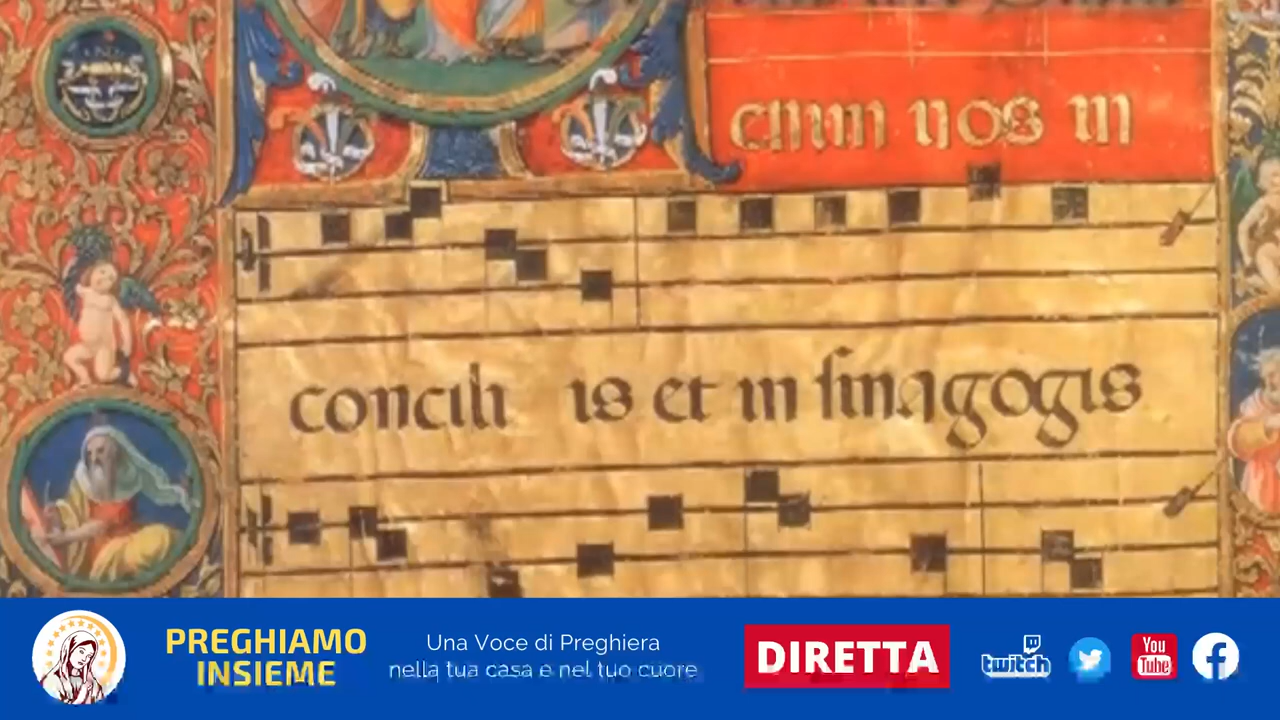 cium nos in
concili is et in sinagogis
PREGHIAMO
INSIEME
Una Voce di Preghiera
nella tua casa e nel tuo cuore
DIRETTA
twitch
You
Tube